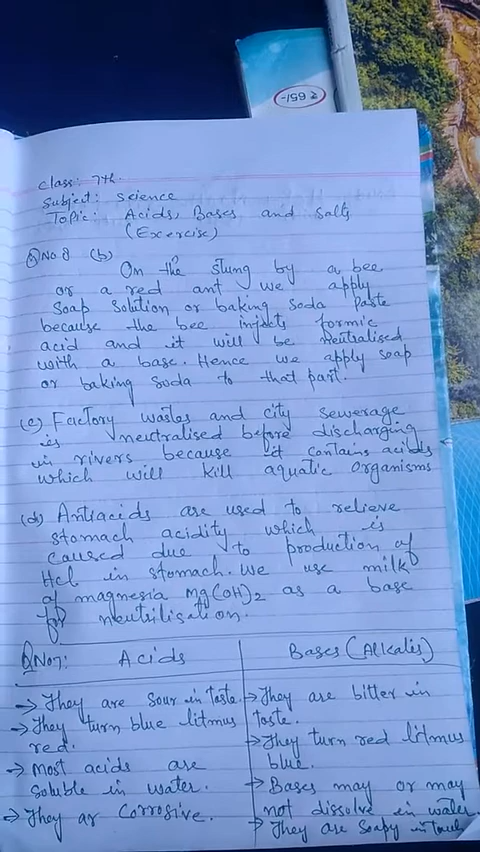 ₹ 65/-
Class: 7th.
Subject: Science
Topic: Acids, Bases and Salts
(Excercise)
Q No 8 (b)
On the stung by a bee
or a red ant we apply
Soap solution or baking soda paste
because the bee injects formic
acid and it will be neutralised
with a base. Hence we apply soap
or baking soda to that part.
(c) Factory wastes and city sewerage
is neutralised before discharging
in rivers because it contains acids
which will kill aquatic organisms
(d) Antiacids are used to relieve
stomach acidity which is
caused due to production of
Hcl in stomach. We use milk
of magnesia Mg(OH)2 as a base
for neutrilisation.
Q No 7: Acids
→ They are sour in taste.
→ They turn blue litmus
red.
→ Most acids are
soluble in water.
→ They ar corrosive.
Bases (Alkalies)
→ They are bitter in
taste.
→ They turn red litmus
blue.
→ Bases may or may
not dissolve in water.
→ They are soapy in touch